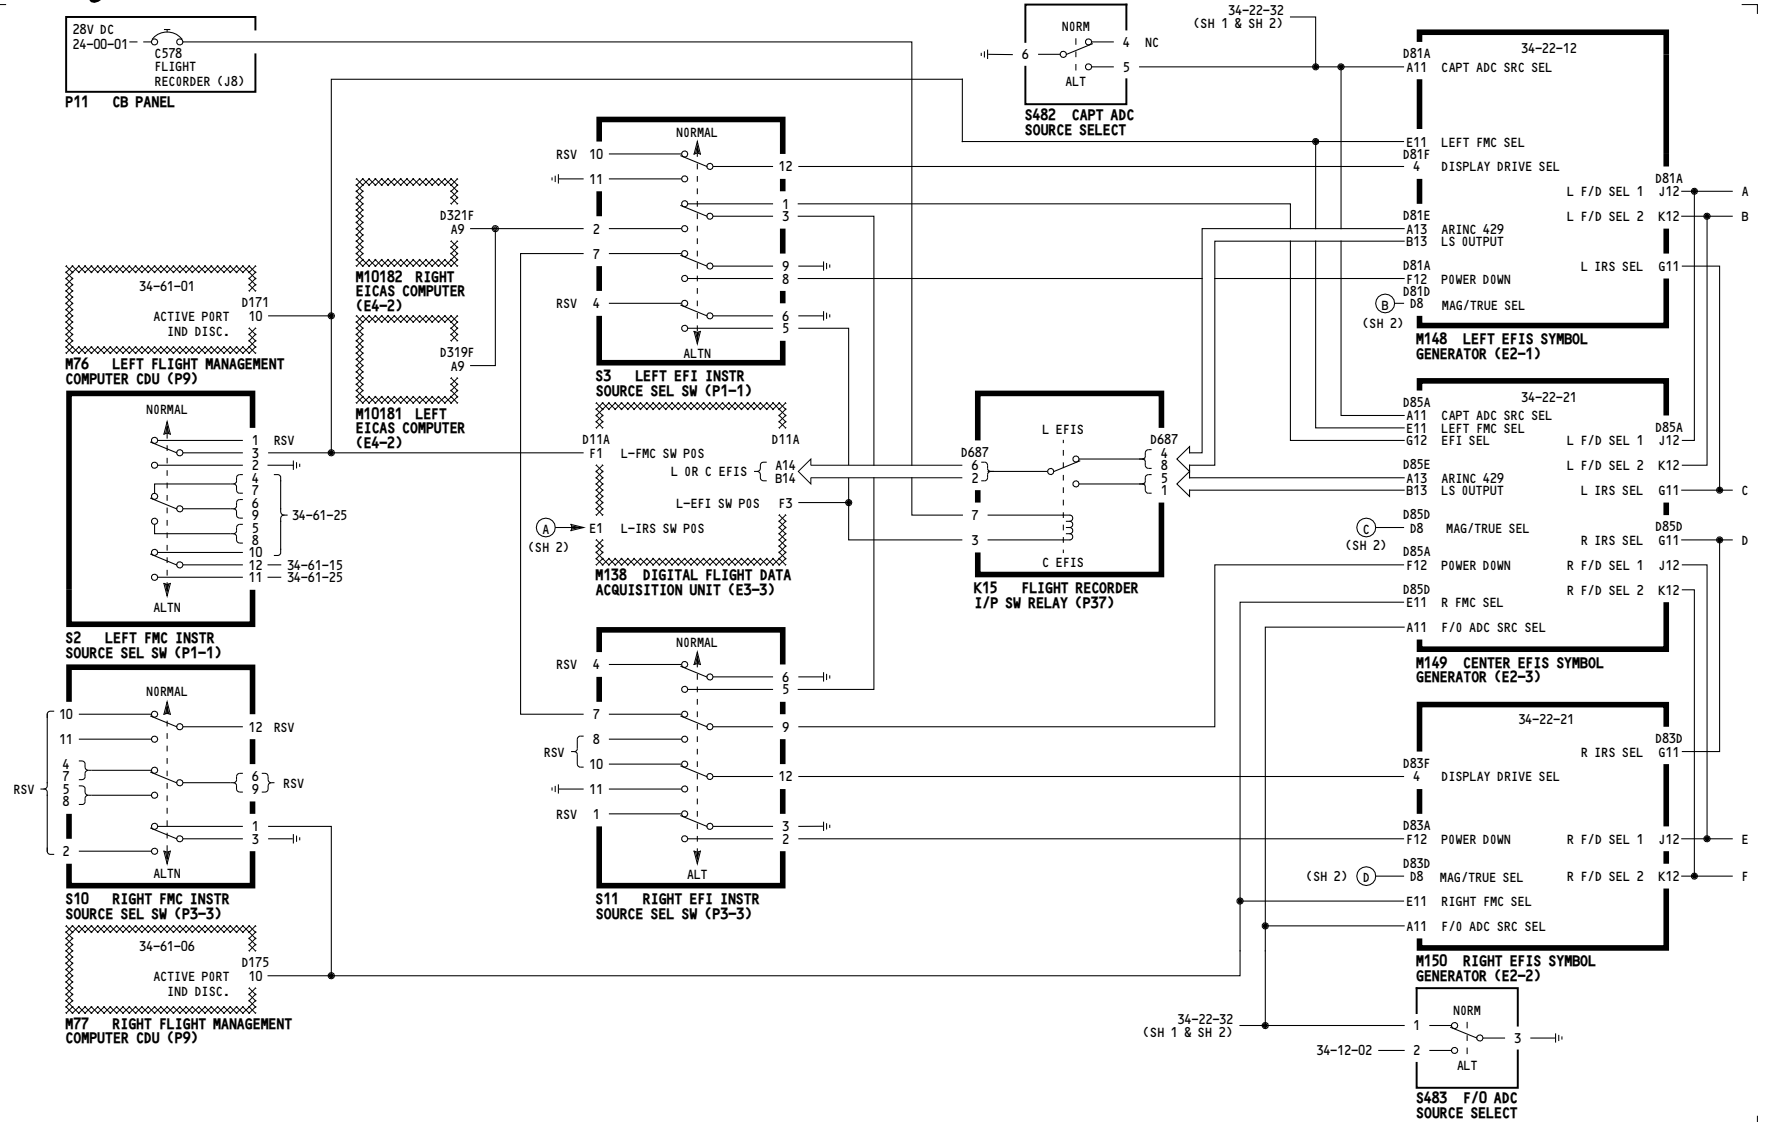 28V DC
24-00-01
C578
FLIGHT
RECORDER (J8)
P11 CB PANEL
NORM
6
4 NC
5
ALT
S482 CAPT ADC
SOURCE SELECT
34-22-32
(SH 1 & SH 2)
34-22-12
D81A
A11 CAPT ADC SRC SEL
E11 LEFT FMC SEL
D81F
4 DISPLAY DRIVE SEL
D81A
L F/D SEL 1 J12 A
L F/D SEL 2 K12 B
D81E
A13 ARINC 429
B13 LS OUTPUT
L IRS SEL G11
D81A
F12 POWER DOWN
D81D
B D8 MAG/TRUE SEL
(SH 2)
M148 LEFT EFIS SYMBOL
GENERATOR (E2-1)
NORMAL
RSV 10
12
11
1
3
2
7
9
8
RSV 4
6
5
ALTN
S3 LEFT EFI INSTR
SOURCE SEL SW (P1-1)
D321F
A9
M10182 RIGHT
EICAS COMPUTER
(E4-2)
D319F
A9
M10181 LEFT
EICAS COMPUTER
(E4-2)
34-61-01
D171
ACTIVE PORT 10
IND DISC.
M76 LEFT FLIGHT MANAGEMENT
COMPUTER CDU (P9)
NORMAL
1 RSV
3
2
4
7
6
9 34-61-25
5
8
10
12 34-61-15
11 34-61-25
ALTN
S2 LEFT FMC INSTR
SOURCE SEL SW (P1-1)
D11A D11A
F1 L-FMC SW POS
L OR C EFIS A14
B14
L-EFI SW POS F3
A E1 L-IRS SW POS
(SH 2)
M138 DIGITAL FLIGHT DATA
ACQUISITION UNIT (E3-3)
L EFIS
D687 D687
6 4
2 8
5
1
7
3
C EFIS
K15 FLIGHT RECORDER
I/P SW RELAY (P37)
34-22-21
D85A
A11 CAPT ADC SRC SEL
E11 LEFT FMC SEL
G12 EFI SEL
D85A
L F/D SEL 1 J12
L F/D SEL 2 K12
D85E
A13 ARINC 429
B13 LS OUTPUT
L IRS SEL G11 C
D85D
C D8 MAG/TRUE SEL
(SH 2)
D85D
R IRS SEL G11 D
D85A
F12 POWER DOWN
R F/D SEL 1 J12
D85D
E11 R FMC SEL
R F/D SEL 2 K12
A11 F/O ADC SRC SEL
M149 CENTER EFIS SYMBOL
GENERATOR (E2-3)
NORMAL
10
12 RSV
11
4
7
6
9 RSV
RSV 5
8
1
3
2
ALTN
S10 RIGHT FMC INSTR
SOURCE SEL SW (P3-3)
NORMAL
RSV 4
6
5
7
9
8
RSV
10
12
11
RSV 1
3
2
ALT
S11 RIGHT EFI INSTR
SOURCE SEL SW (P3-3)
34-61-06
D175
ACTIVE PORT 10
IND DISC.
M77 RIGHT FLIGHT MANAGEMENT
COMPUTER CDU (P9)
34-22-21
D83D
R IRS SEL G11
D83F
4 DISPLAY DRIVE SEL
D83A
F12 POWER DOWN
R F/D SEL 1 J12 E
D83D
(SH 2) D D8 MAG/TRUE SEL
R F/D SEL 2 K12 F
E11 RIGHT FMC SEL
A11 F/O ADC SRC SEL
M150 RIGHT EFIS SYMBOL
GENERATOR (E2-2)
34-22-32
(SH 1 & SH 2)
NORM
1
3
34-12-02 2
ALT
S483 F/O ADC
SOURCE SELECT